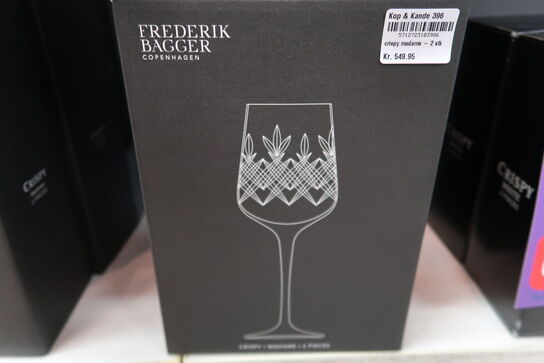 FREDERIK
BAGGER
COPENHAGEN
Kop & Kande 396
5712723103986
crispy madame - 2 stk
Kr. 549.95
CRISPY • MADAME • 2 PIECES
CRISPY
CRISPY